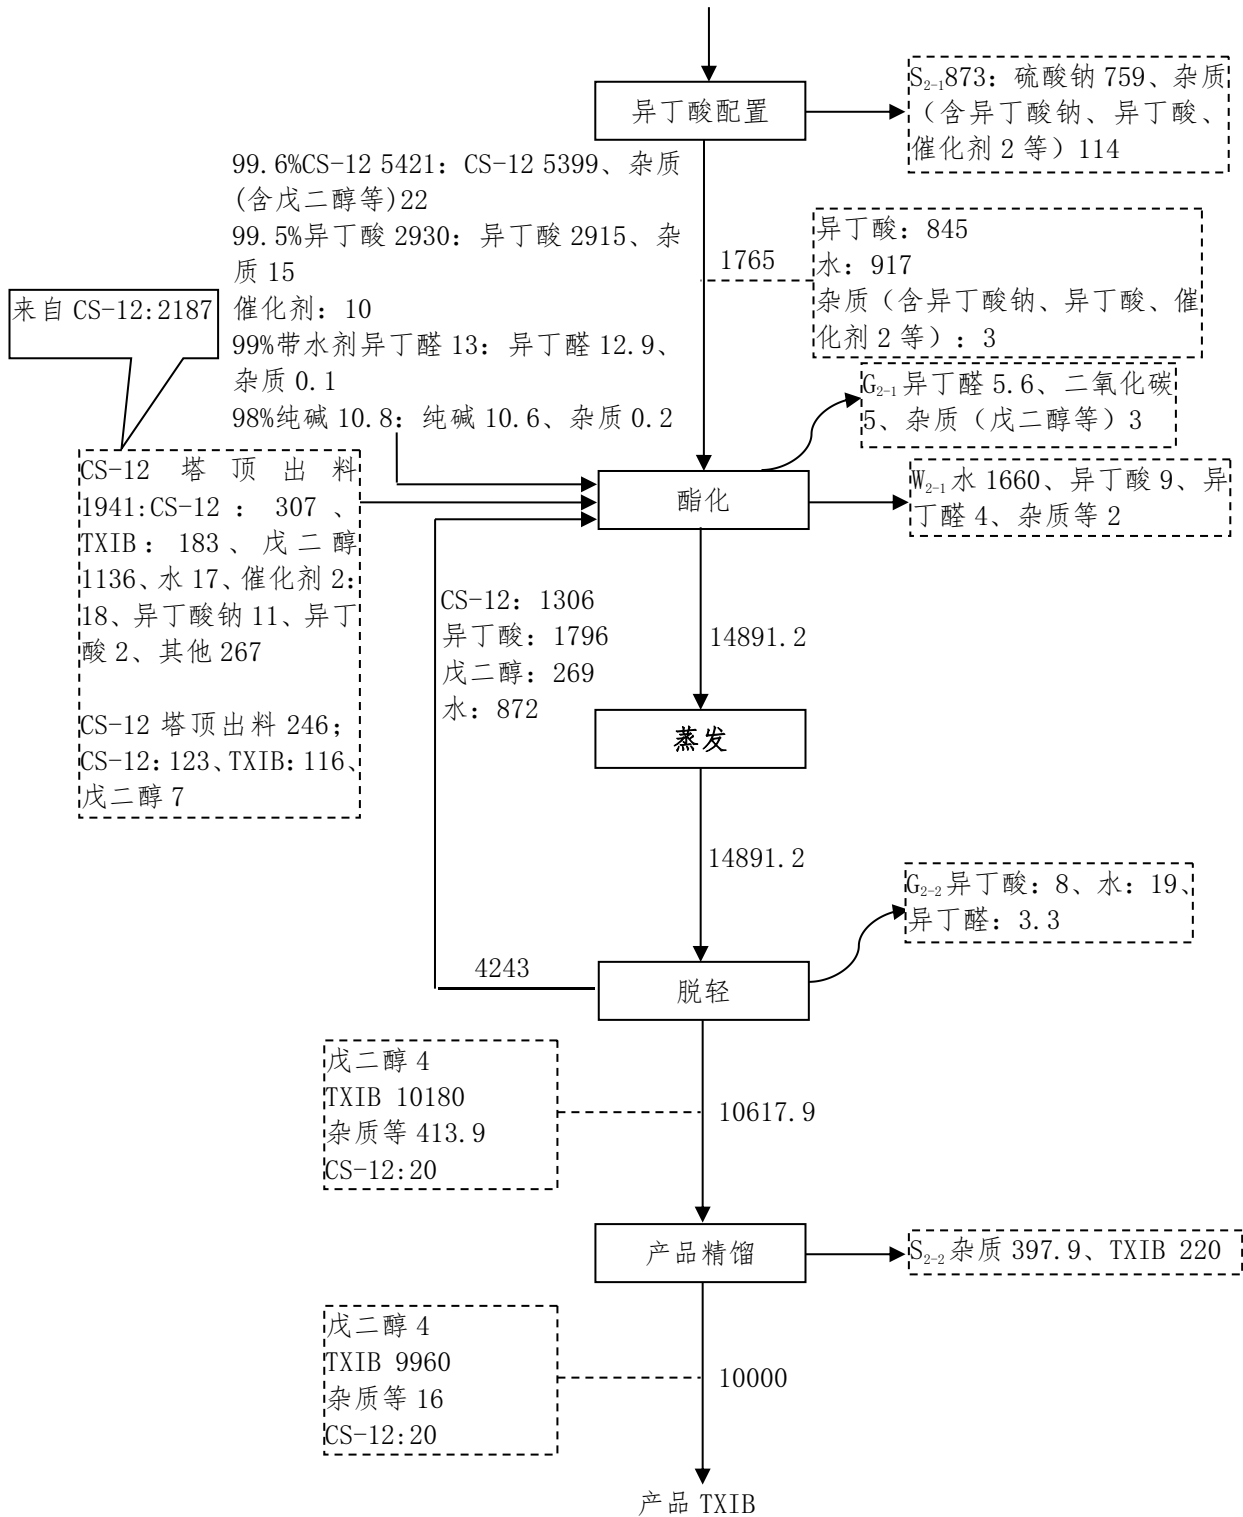 异丁酸配置
S2-1873：硫酸钠 759、杂质
（含异丁酸钠、异丁酸、
催化剂 2 等）114
99.6%CS-12 5421：CS-12 5399、杂质
(含戊二醇等)22
99.5%异丁酸 2930：异丁酸 2915、杂
质 15
催化剂：10
99%带水剂异丁醛 13：异丁醛 12.9、
杂质 0.1
98%纯碱 10.8：纯碱 10.6、杂质 0.2
1765
异丁酸：845
水：917
杂质（含异丁酸钠、异丁酸、催
化剂 2 等）：3
来自 CS-12:2187
G2-1 异丁醛 5.6、二氧化碳
5、杂质（戊二醇等）3
CS-12 塔顶出料
1941:CS-12：307、
TXIB：183、戊二醇
1136、水 17、催化剂 2:
18、异丁酸钠 11、异丁
酸 2、其他 267
CS-12 塔顶出料 246；
CS-12：123、TXIB：116、
戊二醇 7
酯化
W2-1 水 1660、异丁酸 9、异
丁醛 4、杂质等 2
CS-12：1306
异丁酸：1796
戊二醇：269
水：872
14891.2
蒸发
14891.2
G2-2 异丁酸：8、水：19、
异丁醛：3.3
4243
脱轻
戊二醇 4
TXIB 10180
杂质等 413.9
CS-12:20
10617.9
产品精馏
S2-2 杂质 397.9、TXIB 220
戊二醇 4
TXIB 9960
杂质等 16
CS-12:20
10000
产品 TXIB